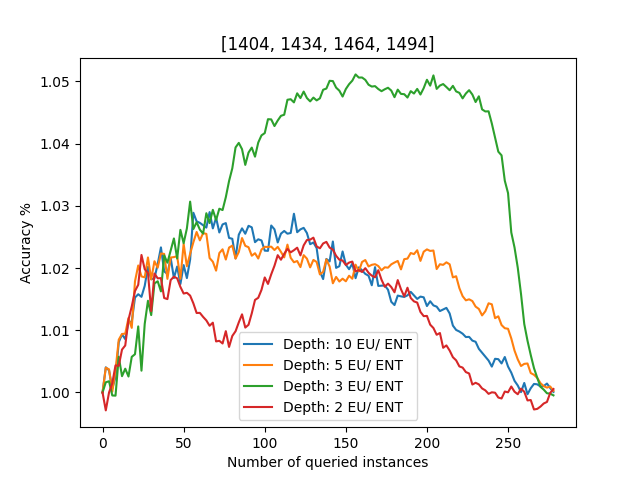 [1404, 1434, 1464, 1494]
Accuracy %
1.05
1.04
1.03
1.02
1.01
1.00
Depth: 10 EU/ ENT
Depth: 5 EU/ ENT
Depth: 3 EU/ ENT
Depth: 2 EU/ ENT
0 50 100 150 200 250
Number of queried instances